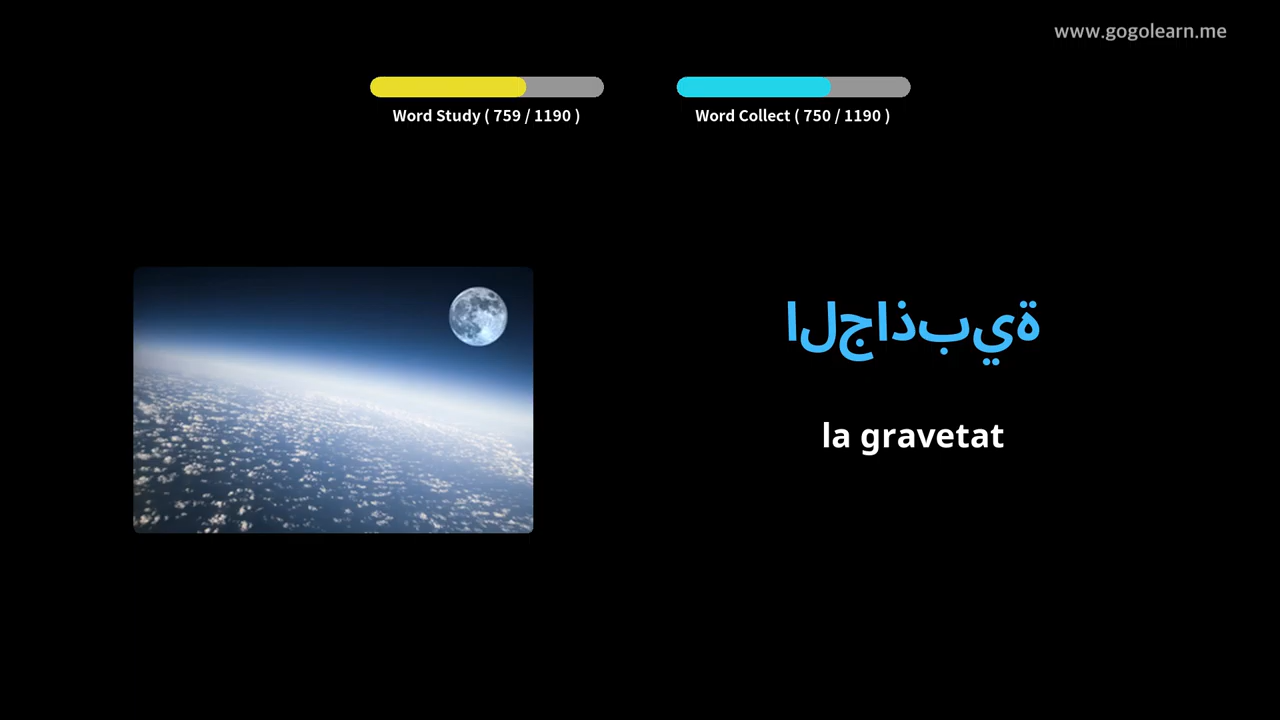 www.gogolearn.me
Word Study ( 759 / 1190 )
Word Collect ( 750 / 1190 )
الجاذبية
la gravetat